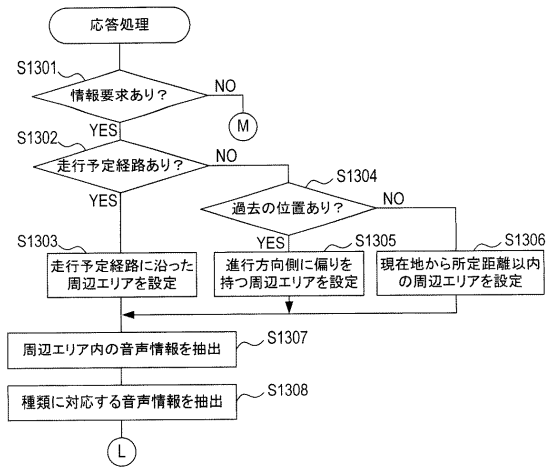 応答処理
S1301
情報要求あり？
NO
M
YES
S1302
走行予定経路あり？
NO
YES
S1304
過去の位置あり？
NO
YES
S1303
走行予定経路に沿った
周辺エリアを設定
S1305
進行方向側に偏りを
持つ周辺エリアを設定
S1306
現在地から所定距離以内
の周辺エリアを設定
周辺エリア内の音声情報を抽出
S1307
種類に対応する音声情報を抽出
S1308
L